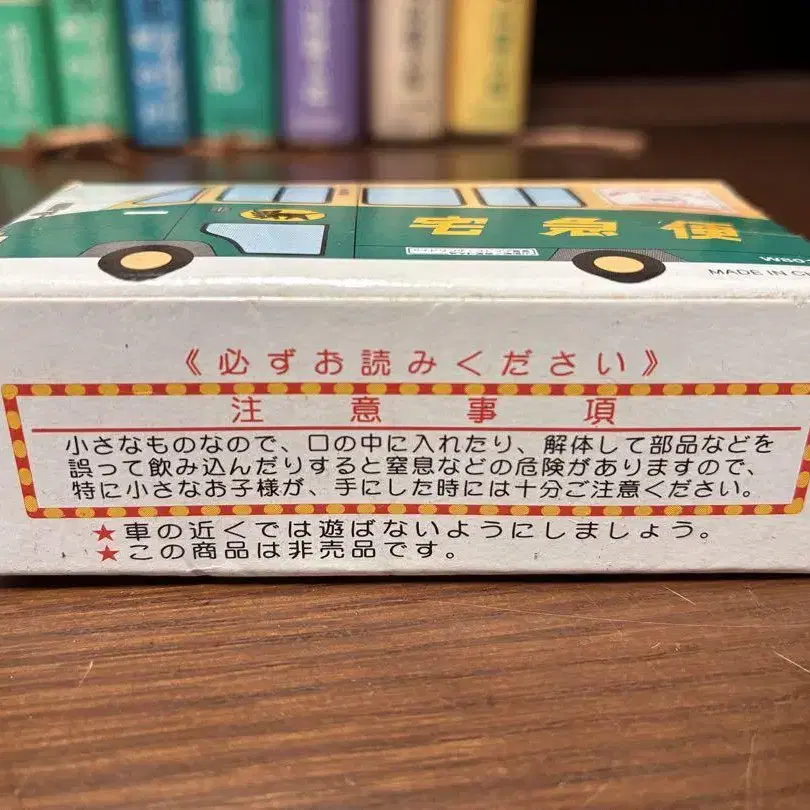 宅急便
MADE IN
《必ずお読みください》
注意事項
小さなものなので、口の中に入れたり、解体して部品などを
誤って飲み込んだりすると窒息などの危険がありますので、
特に小さなお子様が、手にした時には十分ご注意ください。
★車の近くでは遊ばないようにしましょう。
★この商品は非売品です。